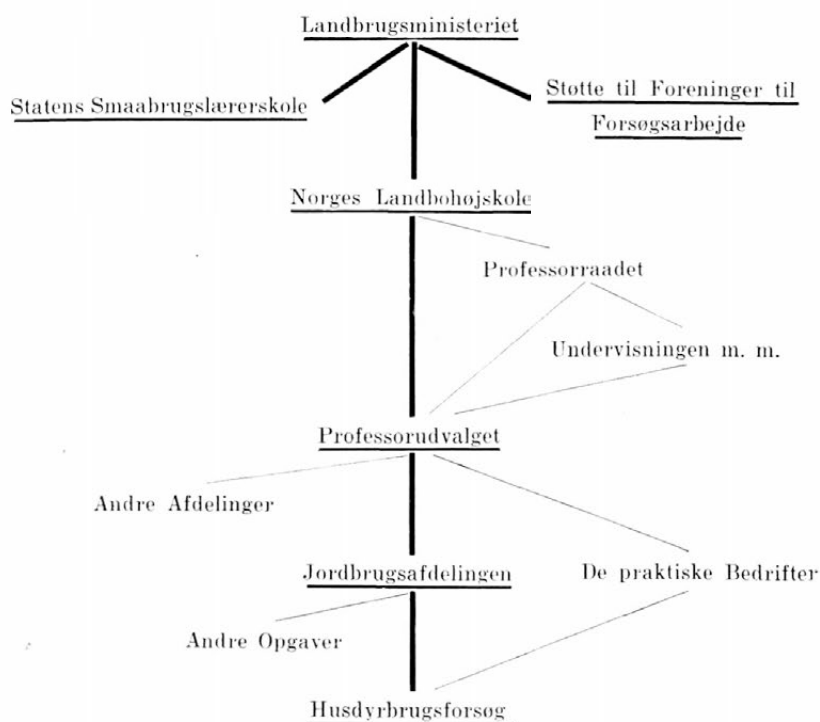 Landbrugsministeriet
Statens Smaabrugslærerskole
Støtte til Foreninger til
Forsøgsarbejde
Norges Landbohøjskole
Professorraadet
Undervisningen m. m.
Professorudvalget
Andre Afdelinger
Jordbrugsafdelingen
De praktiske Bedrifter
Andre Opgaver
Husdyrbrugsforsøg